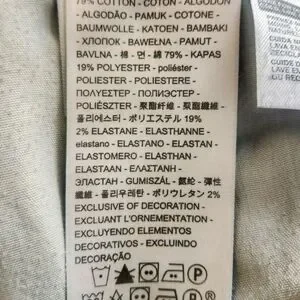 79% COTTON - COTON - ALGODÓN
- ALGODÃO - PAMUK - COTONE -
BAUMWOLLE - KATOEN - BAMBAKI
- ХЛОПОК - BAWEŁNA - PAMUT -
BAVLNA - 棉 - 면 - 綿 79% - KAPAS
19% POLYESTER - poliéster -
POLIESTER - POLIESTERE -
ПОЛУЕСТЕР - ПОЛИЭСТЕР -
POLIÉSZTER - 聚酯纖維 - 聚酯纤维 -
폴리에스터 - ポリエステル 19%
2% ELASTANE - ELASTHANNE -
elastano - ELASTANO - ELASTAN -
ELASTOMERO - ELASTHAN -
ELASTAAN - ELASTAN -
ЭЛАСТАН - GUMISZÁL - 氨纶 - 彈性
纖維 - 폴리우레탄 - ポリウレタン 2%
EXCLUSIVE OF DECORATION -
EXCLUANT L'ORNEMENTATION -
EXCLUYENDO ELEMENTOS
DECORATIVOS - EXCLUINDO
DECORAÇÃO